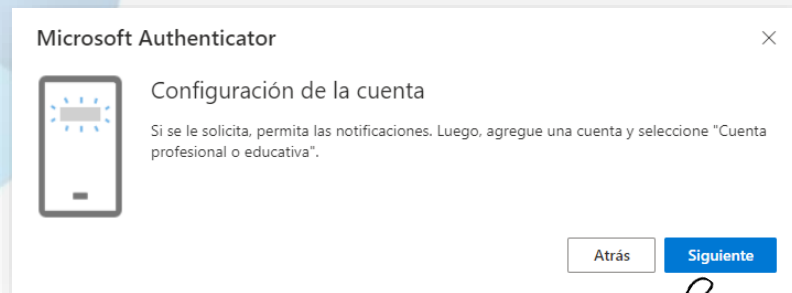 Microsoft Authenticator
Configuración de la cuenta
Si se le solicita, permita las notificaciones. Luego, agregue una cuenta y seleccione "Cuenta
profesional o educativa".
Atrás
Siguiente